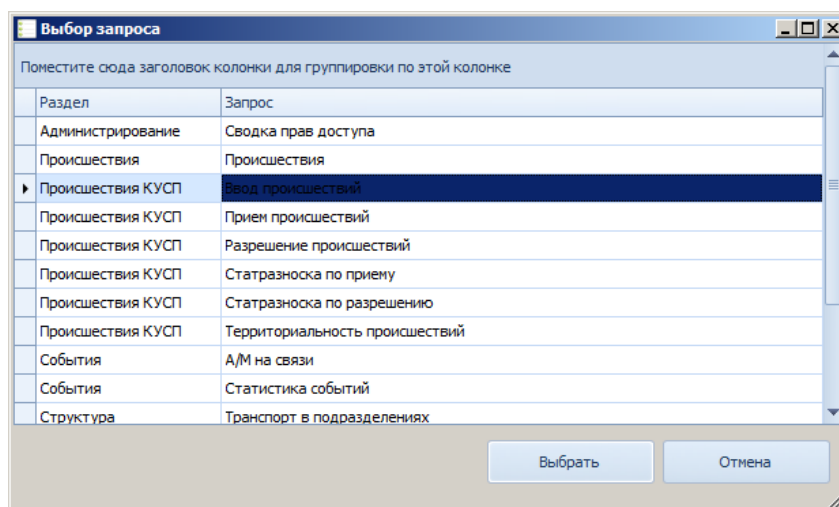 Выбор запроса
Поместите сюда заголовок колонки для группировки по этой колонке
Раздел Запрос
Администрирование Сводка прав доступа
Происшествия Происшествия
Происшествия КУСП Ввод происшествий
Происшествия КУСП Прием происшествий
Происшествия КУСП Разрешение происшествий
Происшествия КУСП Статразноска по приему
Происшествия КУСП Статразноска по разрешению
Происшествия КУСП Территориальность происшествий
События А/М на связи
События Статистика событий
Структура Транспорт в подразделениях
Выбрать Отмена